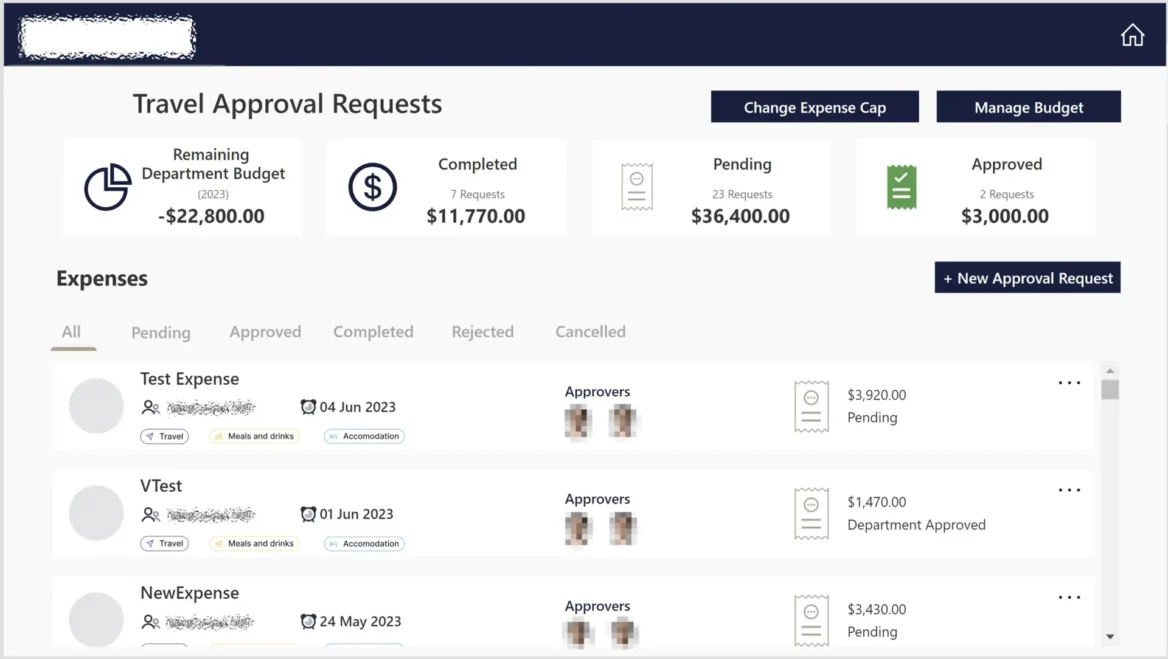 Travel Approval Requests
Change Expense Cap
Manage Budget
Remaining
Department Budget
(2023)
-$22,800.00
Completed
7 Requests
$11,770.00
Pending
23 Requests
$36,400.00
Approved
2 Requests
$3,000.00
Expenses
+ New Approval Request
All Pending Approved Completed Rejected Cancelled
Test Expense
04 Jun 2023
Travel Meals and drinks Accomodation
Approvers
$3,920.00
Pending
VTest
01 Jun 2023
Travel Meals and drinks Accomodation
Approvers
$1,470.00
Department Approved
NewExpense
24 May 2023
Approvers
$3,430.00
Pending